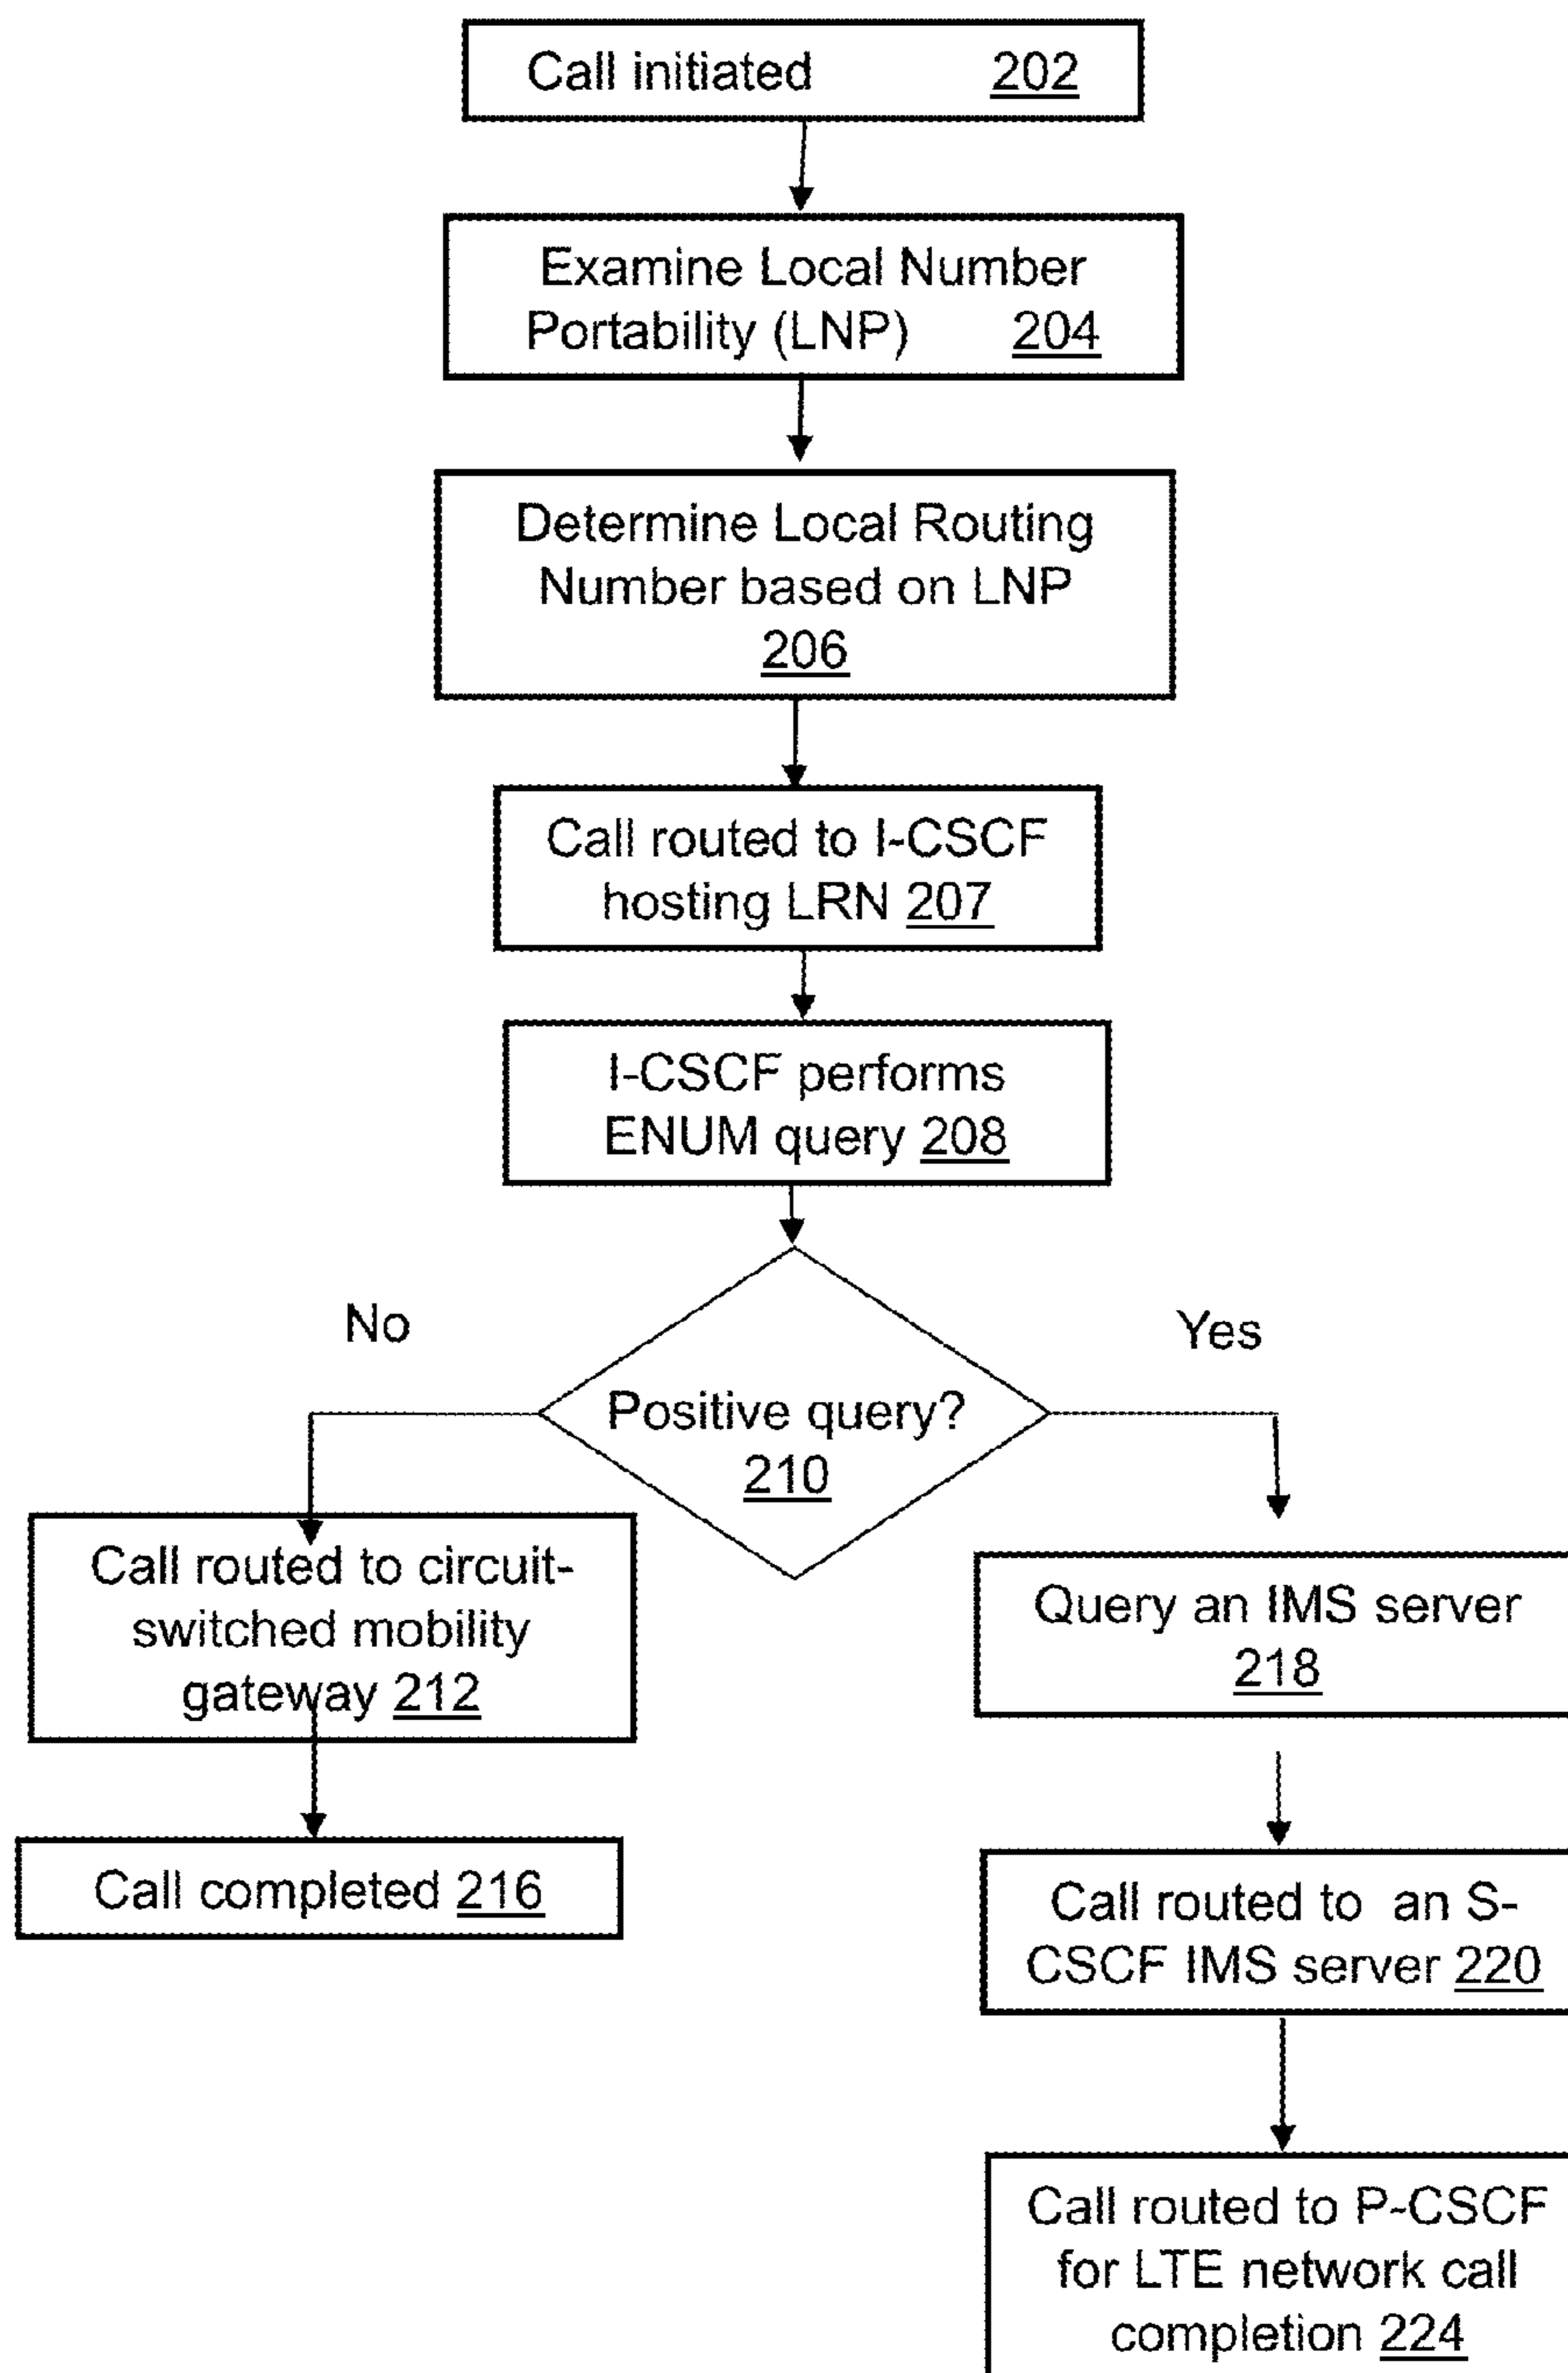 Call initiated 202
Examine Local Number
Portability (LNP) 204
Determine Local Routing
Number based on LNP
206
Call routed to I-CSCF
hosting LRN 207
I-CSCF performs
ENUM query 208
No
Yes
Positive query?
210
Call routed to circuit-
switched mobility
gateway 212
Call completed 216
Query an IMS server
218
Call routed to an S-
CSCF IMS server 220
Call routed to P-CSCF
for LTE network call
completion 224